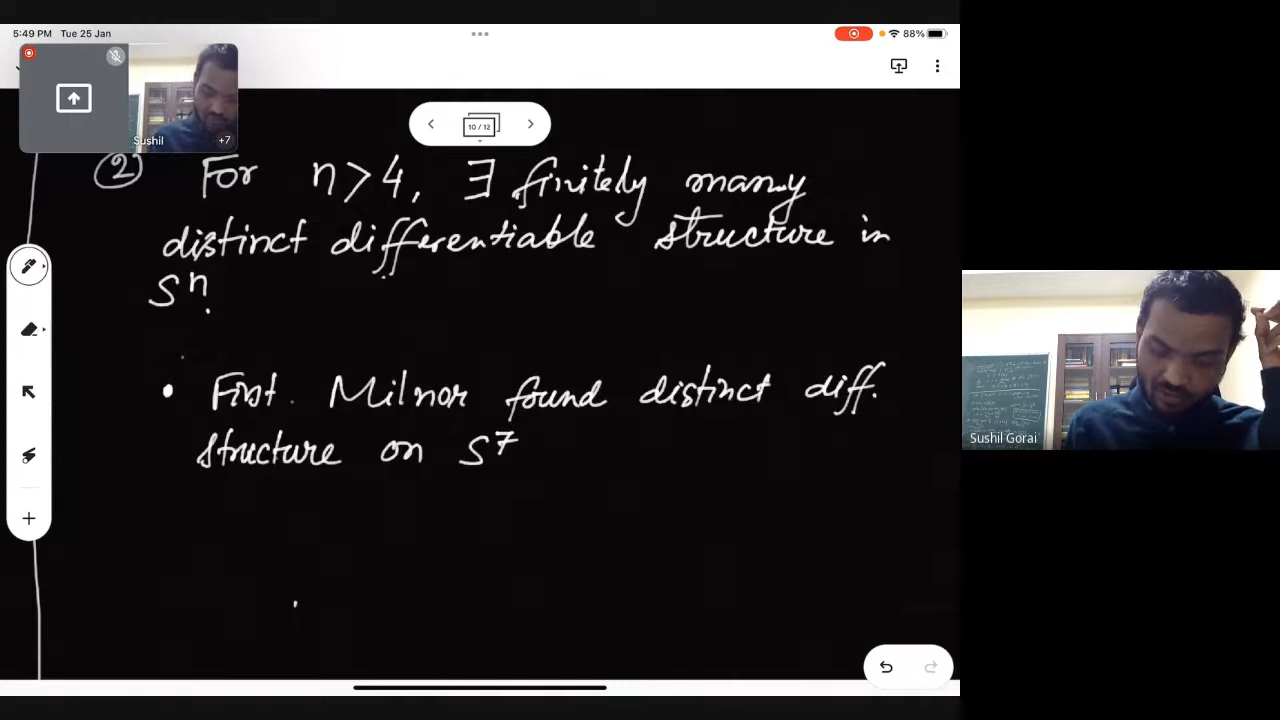 5:49 PM Tue 25 Jan
88%
Sushil
+7
10 / 12
② For n > 4, ∃ finitely many
distinct differentiable structure in
Sⁿ.
• First Milnor found distinct diff.
structure on S⁷
Sushil Gorai